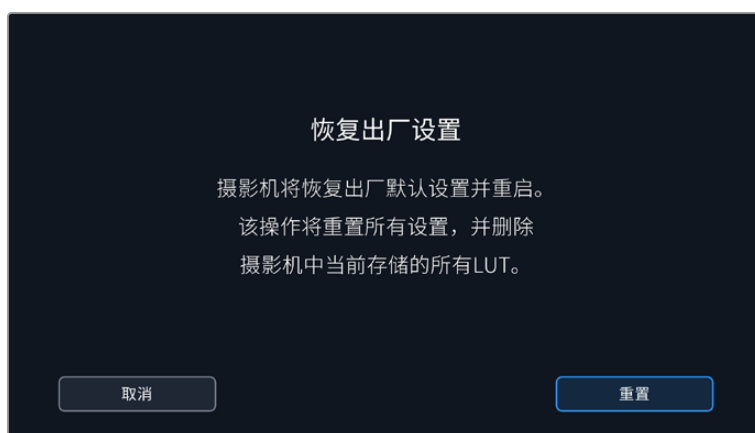 恢复出厂设置
摄影机将恢复出厂默认设置并重启。
该操作将重置所有设置，并删除
摄影机中当前存储的所有LUT。
取消
重置